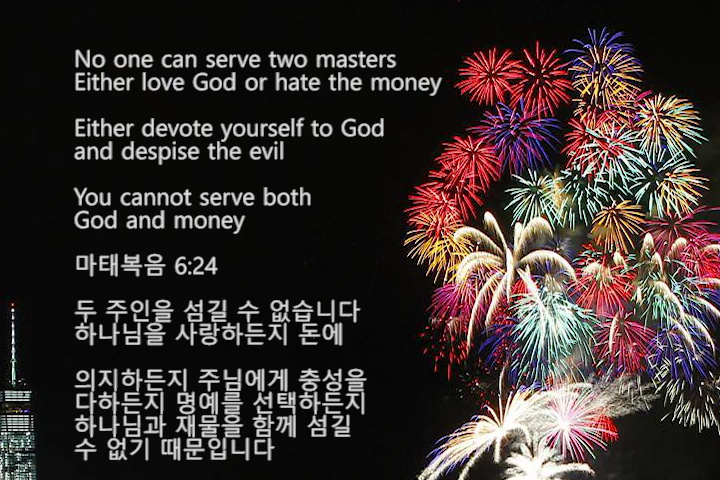 No one can serve two masters
Either love God or hate the money
Either devote yourself to God
and despise the evil
You cannot serve both
God and money
마태복음 6:24
두 주인을 섬길 수 없습니다
하나님을 사랑하든지 돈에
의지하든지 주님에게 충성을
다하든지 명예를 선택하든지
하나님과 재물을 함께 섬길
수 없기 때문입니다